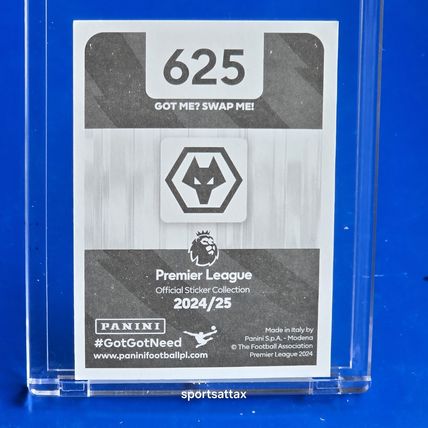 625
GOT ME? SWAP ME!
Premier League
Official Sticker Collection
2024/25
PANINI
#GotGotNeed
www.paninifootballpl.com
Made in Italy by
Panini S.p.A. - Modena
© The Football Association
Premier League 2024
sportsattax